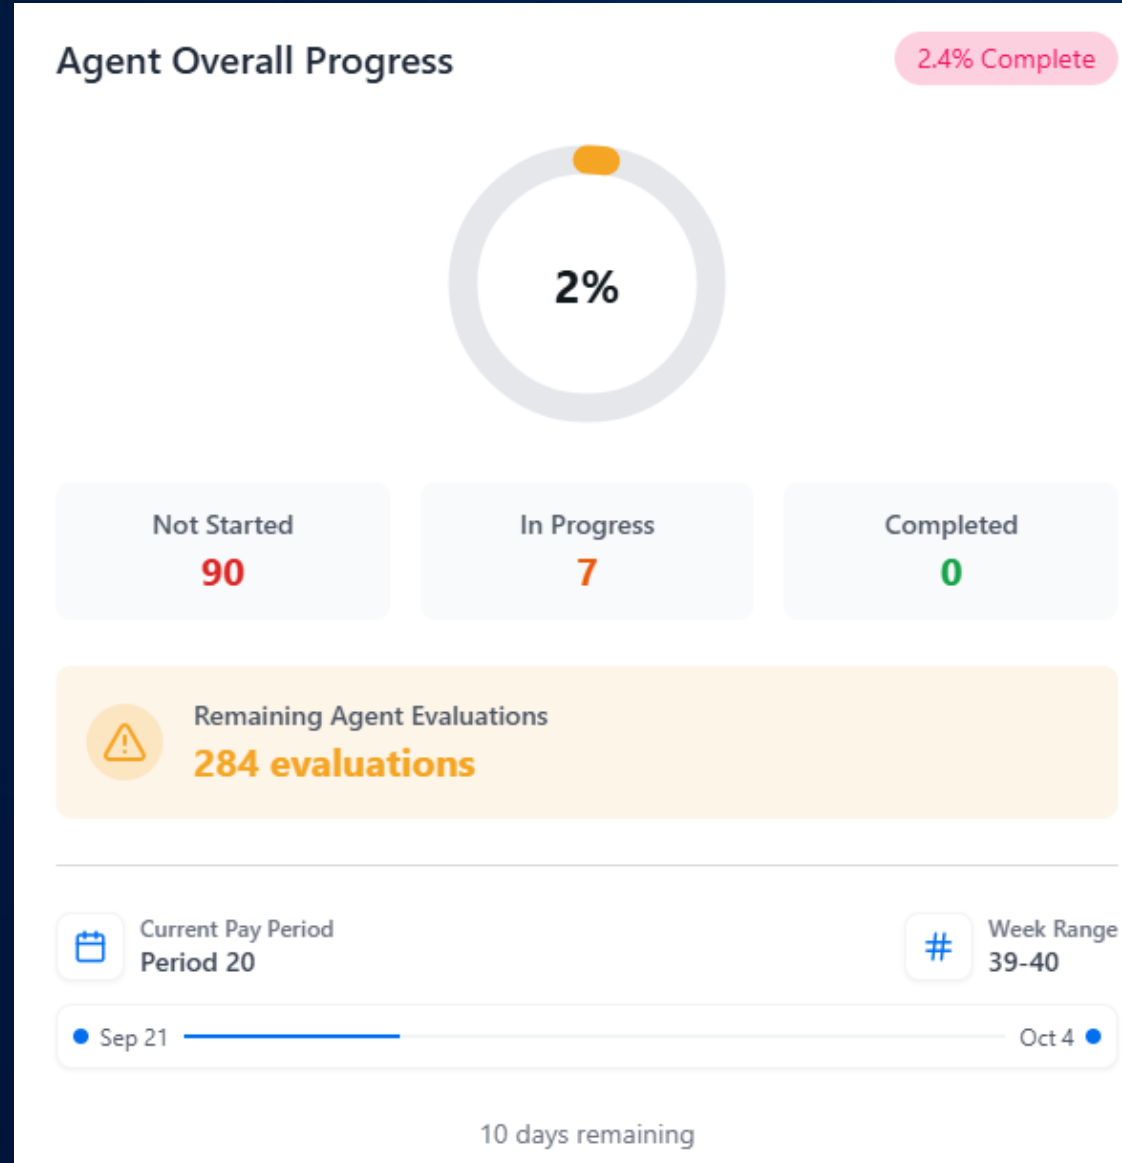 Agent Overall Progress
2.4% Complete
2%
Not Started
90
In Progress
7
Completed
0
Remaining Agent Evaluations
284 evaluations
Current Pay Period
Period 20
Week Range
39-40
Sep 21
Oct 4
10 days remaining